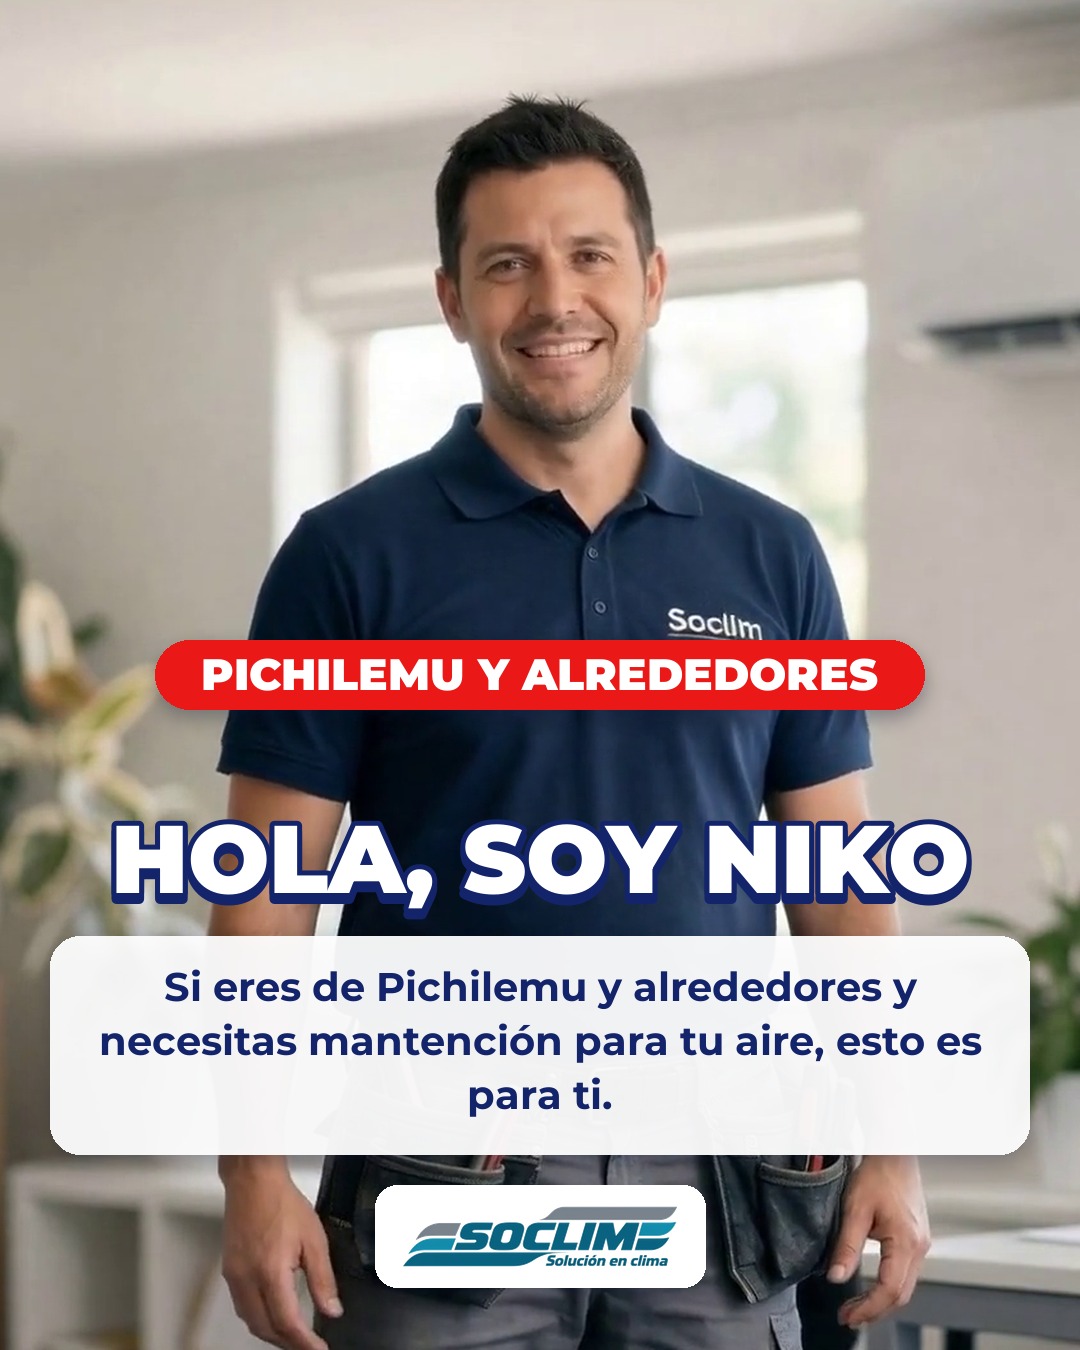 Soclim
PICHILEMU Y ALREDEDORES
HOLA, SOY NIKO
Si eres de Pichilemu y alrededores y
necesitas mantención para tu aire, esto es
para ti.
SOCLIM
Solución en clima